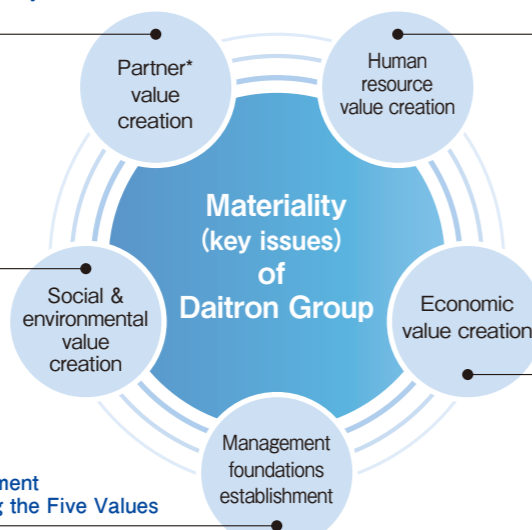 Partner*
value
creation
Human
resource
value creation
Materiality
(key issues)
of
Daitron Group
Social &
environmental
value
creation
Economic
value creation
Management
foundations
establishment
the Five Values